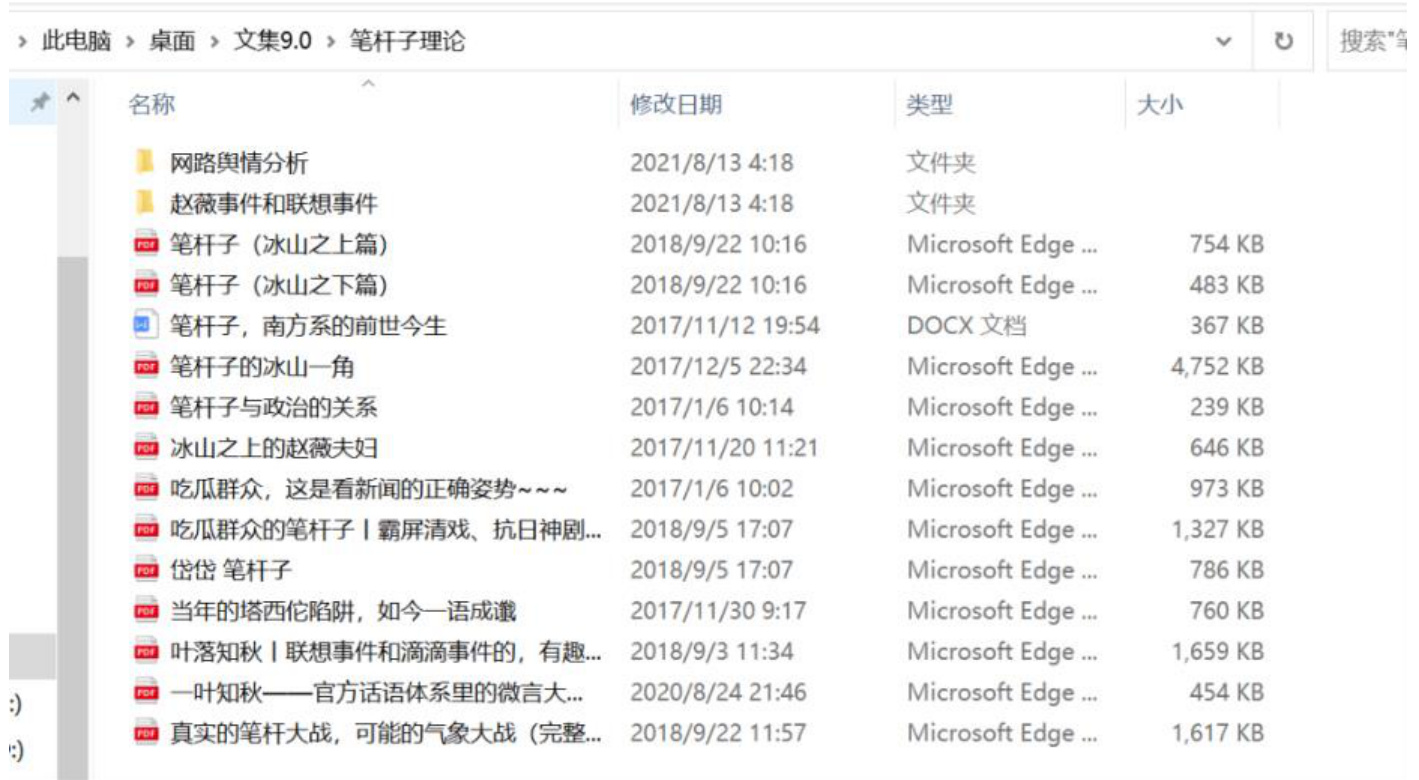 › 此电脑 › 桌面 › 文集9.0 › 笔杆子理论 搜索"笔
名称 修改日期 类型 大小
网路舆情分析 2021/8/13 4:18 文件夹
赵薇事件和联想事件 2021/8/13 4:18 文件夹
PDF 笔杆子（冰山之上篇） 2018/9/22 10:16 Microsoft Edge ... 754 KB
PDF 笔杆子（冰山之下篇） 2018/9/22 10:16 Microsoft Edge ... 483 KB
W 笔杆子，南方系的前世今生 2017/11/12 19:54 DOCX 文档 367 KB
PDF 笔杆子的冰山一角 2017/12/5 22:34 Microsoft Edge ... 4,752 KB
PDF 笔杆子与政治的关系 2017/1/6 10:14 Microsoft Edge ... 239 KB
PDF 冰山之上的赵薇夫妇 2017/11/20 11:21 Microsoft Edge ... 646 KB
PDF 吃瓜群众，这是看新闻的正确姿势~~~ 2017/1/6 10:02 Microsoft Edge ... 973 KB
PDF 吃瓜群众的笔杆子丨霸屏清戏、抗日神剧... 2018/9/5 17:07 Microsoft Edge ... 1,327 KB
PDF 岱岱 笔杆子 2018/9/5 17:07 Microsoft Edge ... 786 KB
PDF 当年的塔西佗陷阱，如今一语成谶 2017/11/30 9:17 Microsoft Edge ... 760 KB
PDF 叶落知秋丨联想事件和滴滴事件的，有趣... 2018/9/3 11:34 Microsoft Edge ... 1,659 KB
PDF 一叶知秋——官方话语体系里的微言大... 2020/8/24 21:46 Microsoft Edge ... 454 KB
:)
PDF 真实的笔杆大战，可能的气象大战（完整... 2018/9/22 11:57 Microsoft Edge ... 1,617 KB
:)